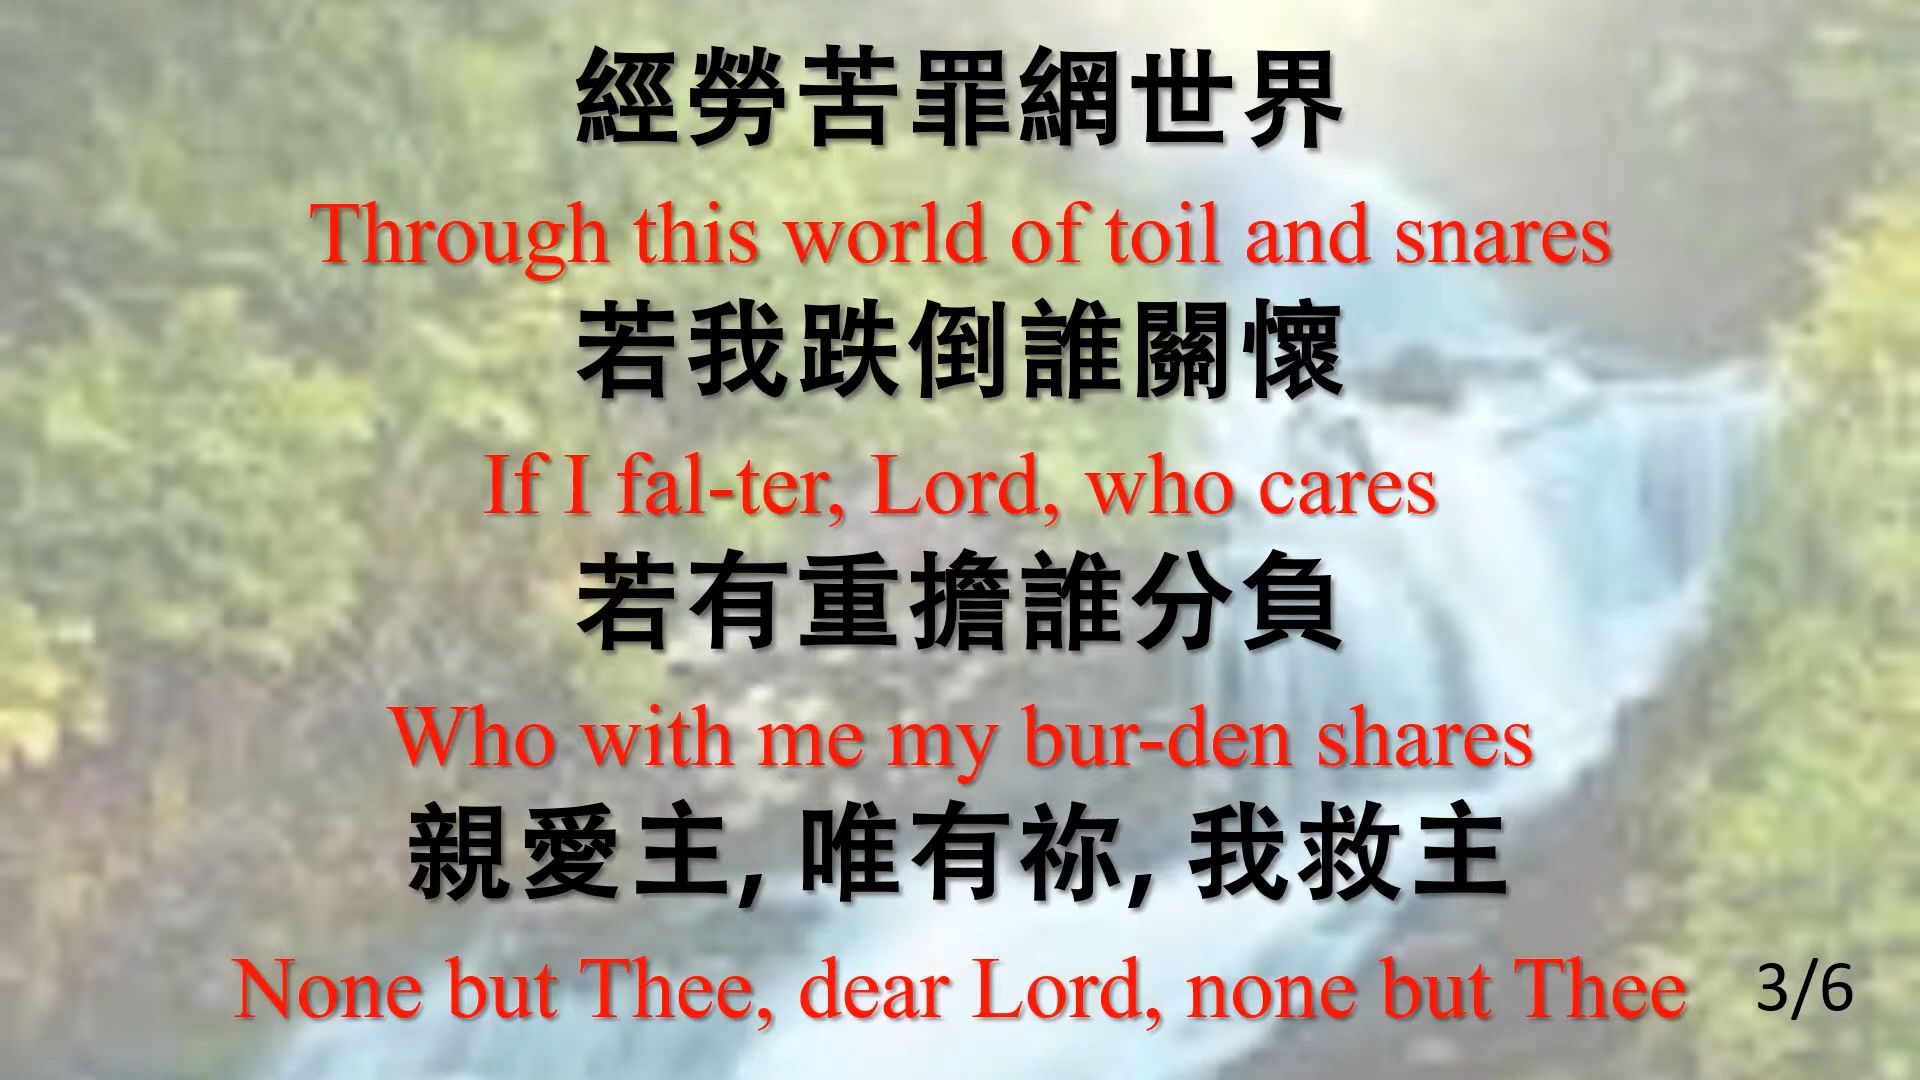 經勞苦罪網世界
Through this world of toil and snares
若我跌倒誰關懷
If I fal-ter, Lord, who cares
若有重擔誰分負
Who with me my bur-den shares
親愛主, 唯有祢, 我救主
None but Thee, dear Lord, none but Thee
3/6